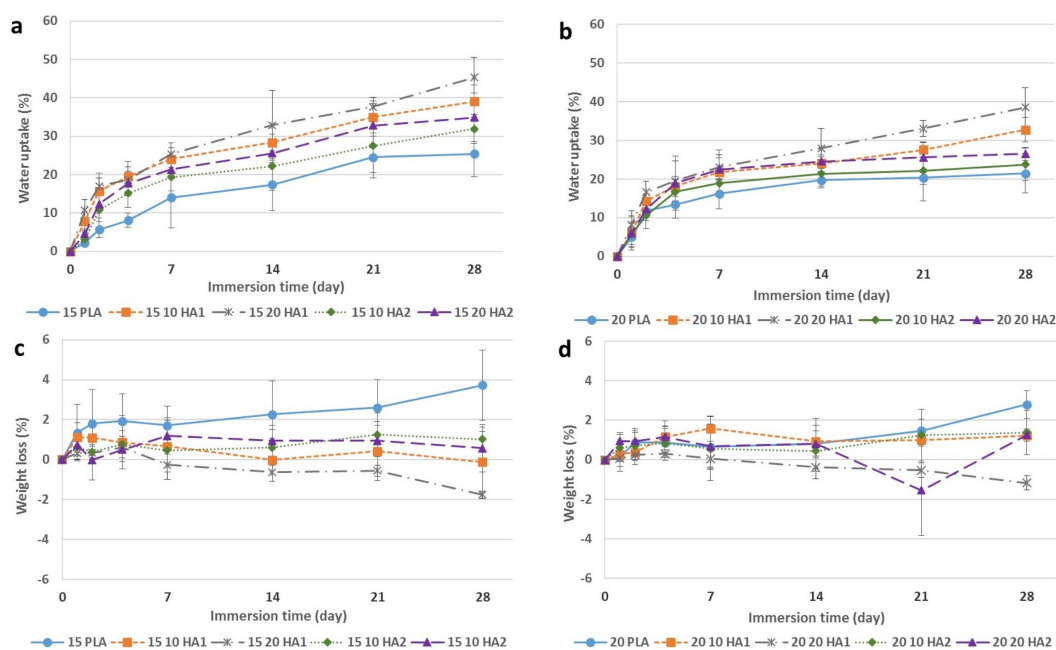 a
60
50
40
30
20
10
0
Water uptake (%)
0 7 14 21 28
Immersion time (day)
15 PLA 15 10 HA1 15 20 HA1 15 10 HA2 15 20 HA2
b
60
50
40
30
20
10
0
Water uptake (%)
0 7 14 21 28
Immersion time (day)
20 PLA 20 10 HA1 20 20 HA1 20 10 HA2 20 20 HA2
c
6
4
2
0
-2
-4
-6
Weight loss (%)
0 7 14 21 28
Immersion time (day)
15 PLA 15 10 HA1 15 20 HA1 15 10 HA2 15 10 HA2
d
6
4
2
0
-2
-4
-6
Weight loss (%)
0 7 14 21 28
Immersion time (day)
20 PLA 20 10 HA1 20 20 HA1 20 10 HA2 20 20 HA2